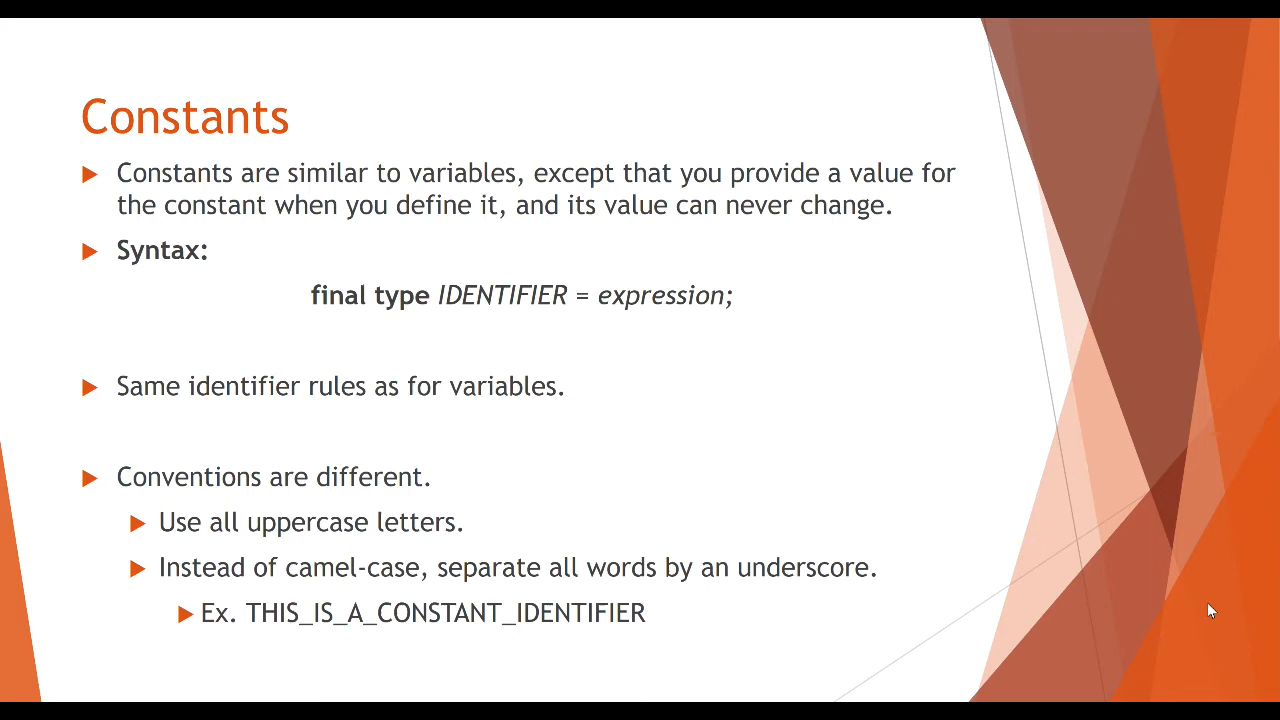 Constants
Constants are similar to variables, except that you provide a value for
the constant when you define it, and its value can never change.
Syntax:
final type IDENTIFIER = expression;
Same identifier rules as for variables.
Conventions are different.
Use all uppercase letters.
Instead of camel-case, separate all words by an underscore.
Ex. THIS_IS_A_CONSTANT_IDENTIFIER